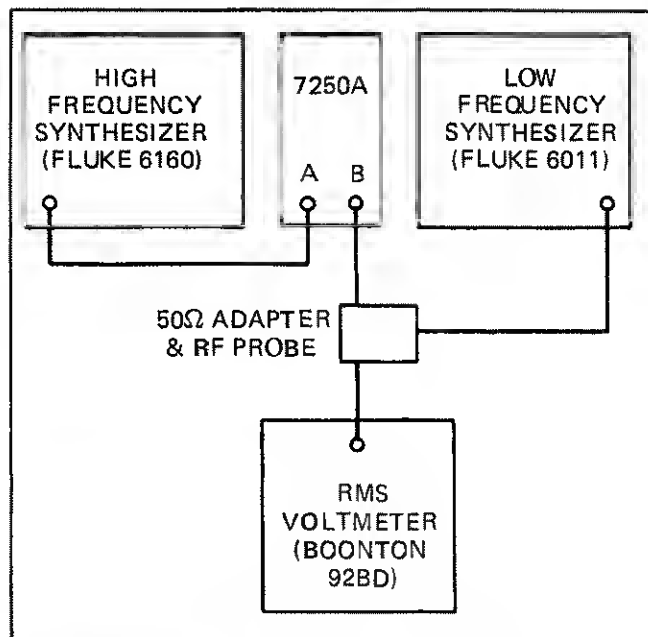 HIGH
FREQUENCY
SYNTHESIZER
(FLUKE 6160)
7250A
A B
LOW
FREQUENCY
SYNTHESIZER
(FLUKE 6011)
50Ω ADAPTER
& RF PROBE
RMS
VOLTMETER
(BOONTON
92BD)